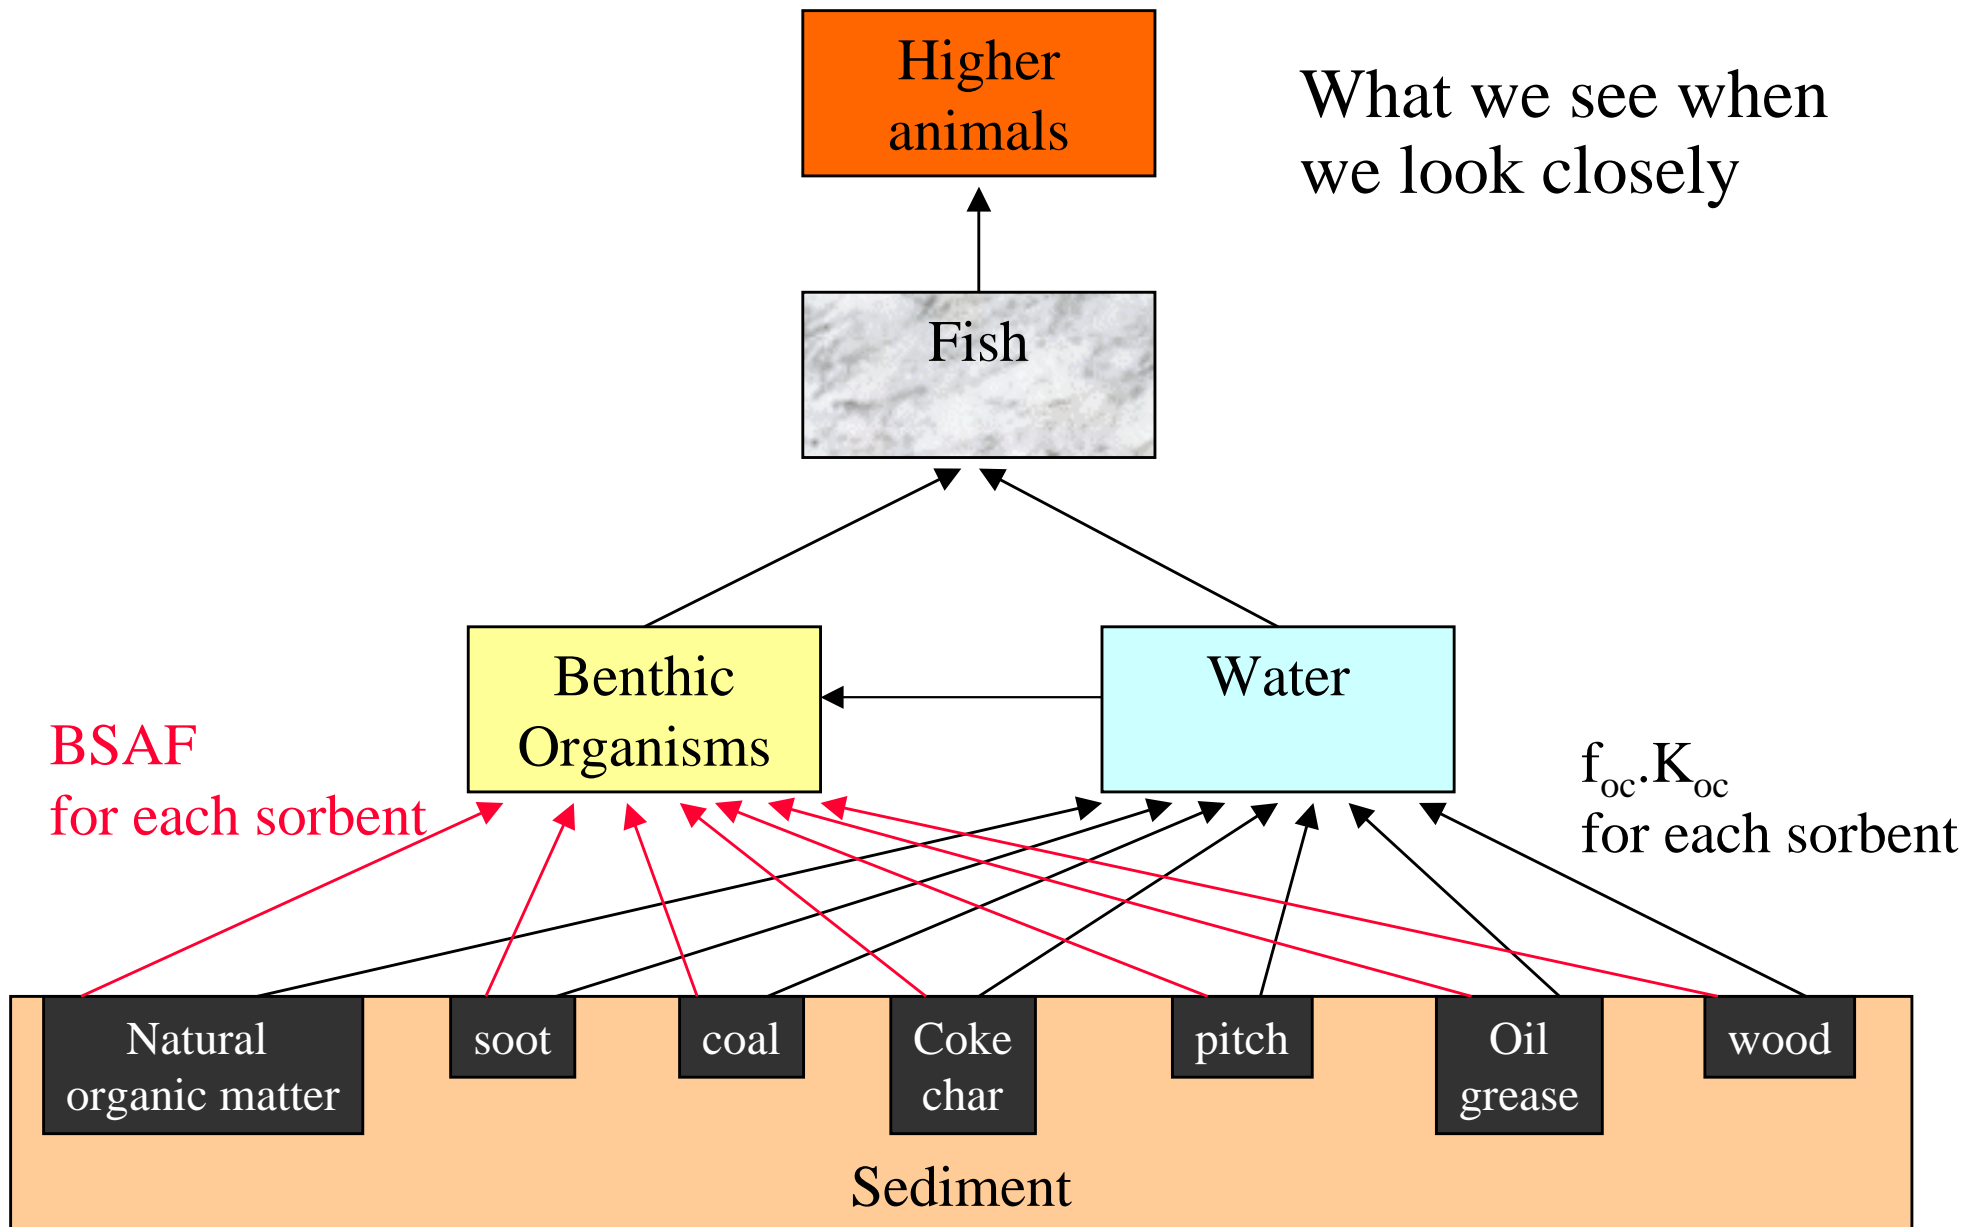 Higher
animals
What we see when
we look closely
Fish
Benthic
Organisms
Water
BSAF
for each sorbent
foc.Koc
for each sorbent
Natural
organic matter
soot
coal
Coke
char
pitch
Oil
grease
wood
Sediment